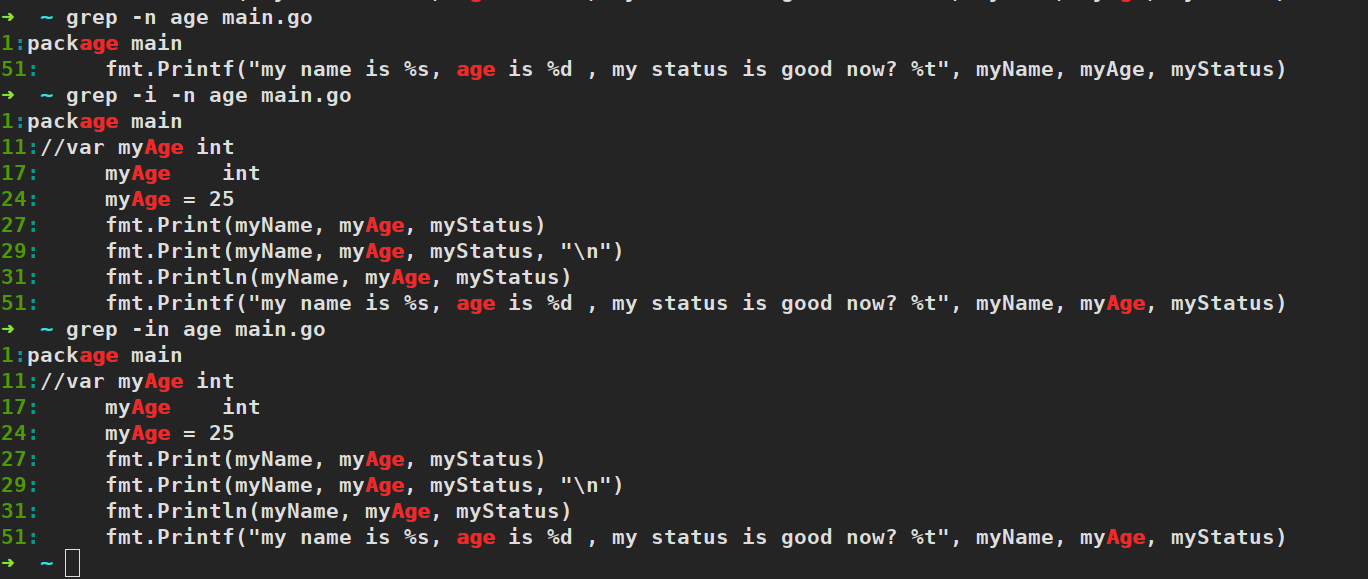 ➜  ~ grep -n age main.go
1:package main
51:     fmt.Printf("my name is %s, age is %d , my status is good now? %t", myName, myAge, myStatus)
➜  ~ grep -i -n age main.go
1:package main
11://var myAge int
17:     myAge    int
24:     myAge = 25
27:     fmt.Print(myName, myAge, myStatus)
29:     fmt.Print(myName, myAge, myStatus, "\n")
31:     fmt.Println(myName, myAge, myStatus)
51:     fmt.Printf("my name is %s, age is %d , my status is good now? %t", myName, myAge, myStatus)
➜  ~ grep -in age main.go
1:package main
11://var myAge int
17:     myAge    int
24:     myAge = 25
27:     fmt.Print(myName, myAge, myStatus)
29:     fmt.Print(myName, myAge, myStatus, "\n")
31:     fmt.Println(myName, myAge, myStatus)
51:     fmt.Printf("my name is %s, age is %d , my status is good now? %t", myName, myAge, myStatus)
➜  ~